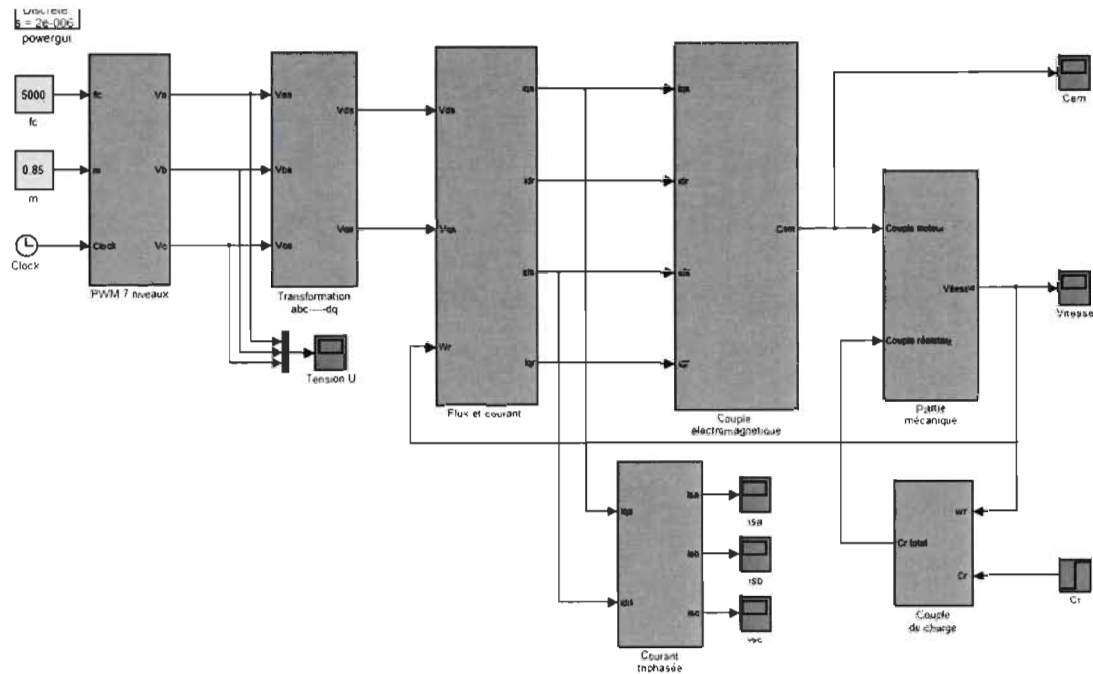 Discrete
s = 2e-006
powergui
5000
fc
0.85
m
Clock
fc
m
Clock
Va
Vb
Vc
PWM 7 niveaux
Vas
Vbs
Vcs
Vds
Vqs
Transformation
abc----dq
Tension U
Vds
Vqs
Wr
iqs
idr
ids
iqr
Flux et courant
iqs
idr
ids
iqr
Cem
Couple
électromagnetique
Cem
Couple moteur
Couple résistant
Vitesse
Partie
mécanique
Vitesse
iqs
ids
isa
isb
isc
Courant
triphasée
isa
isb
isc
wr
Cr total
Cr
Couple
de charge
Cr